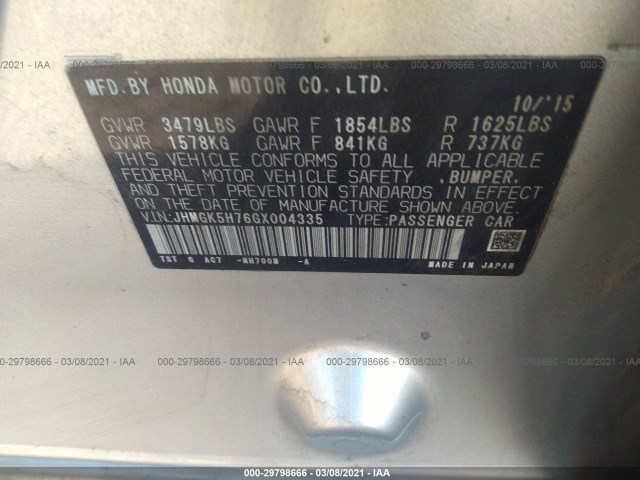 000-29798666 - 03/08/2021 - IAA
MFD.BY HONDA MOTOR CO.,LTD.
10/'15
GVWR 3479LBS GAWR F 1854LBS R 1625LBS
GVWR 1578KG GAWR F 841KG R 737KG
THIS VEHICLE CONFORMS TO ALL APPLICABLE
FEDERAL MOTOR VEHICLE SAFETY ,BUMPER,
AND THEFT PREVENTION STANDARDS IN EFFECT
ON THE DATE OF MANUFACTURE SHOWN ABOVE.
VIN:JHMGK5H76GX004335 TYPE:PASSENGER CAR
TST G AC7 -NH700M -A MADE IN JAPAN
000-29798666 - 03/08/2021 - IAA
000-29798666 - 03/08/2021 - IAA